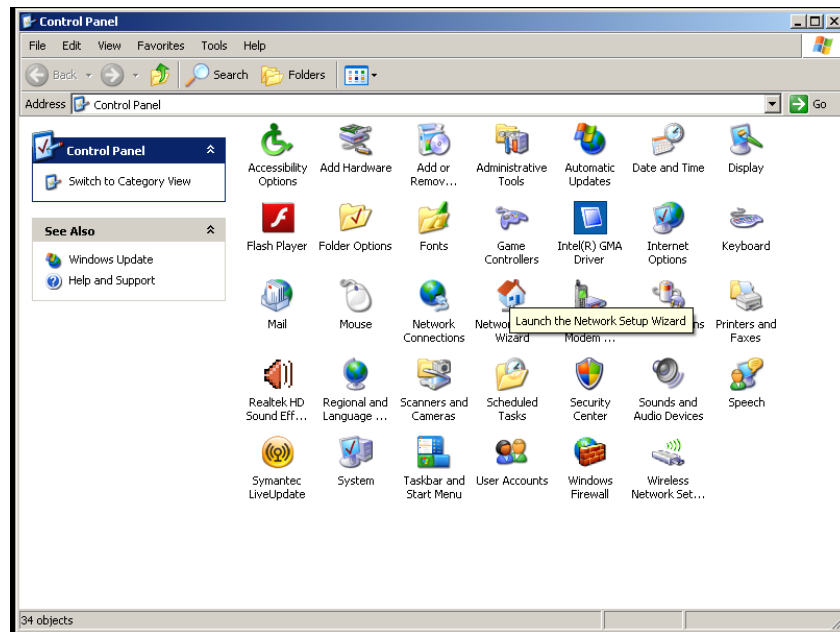 Control Panel
File Edit View Favorites Tools Help
Back Search Folders
Address Control Panel Go
Control Panel
Switch to Category View
See Also
Windows Update
Help and Support
Accessibility Options
Add Hardware
Add or Remov...
Administrative Tools
Automatic Updates
Date and Time
Display
Flash Player
Folder Options
Fonts
Game Controllers
Intel(R) GMA Driver
Internet Options
Keyboard
Mail
Mouse
Network Connections
Wizard
Launch the Network Setup Wizard
Modem ...
Printers and Faxes
Realtek HD Sound Eff...
Regional and Language ...
Scanners and Cameras
Scheduled Tasks
Security Center
Sounds and Audio Devices
Speech
Symantec LiveUpdate
System
Taskbar and Start Menu
User Accounts
Windows Firewall
Wireless Network Set...
34 objects